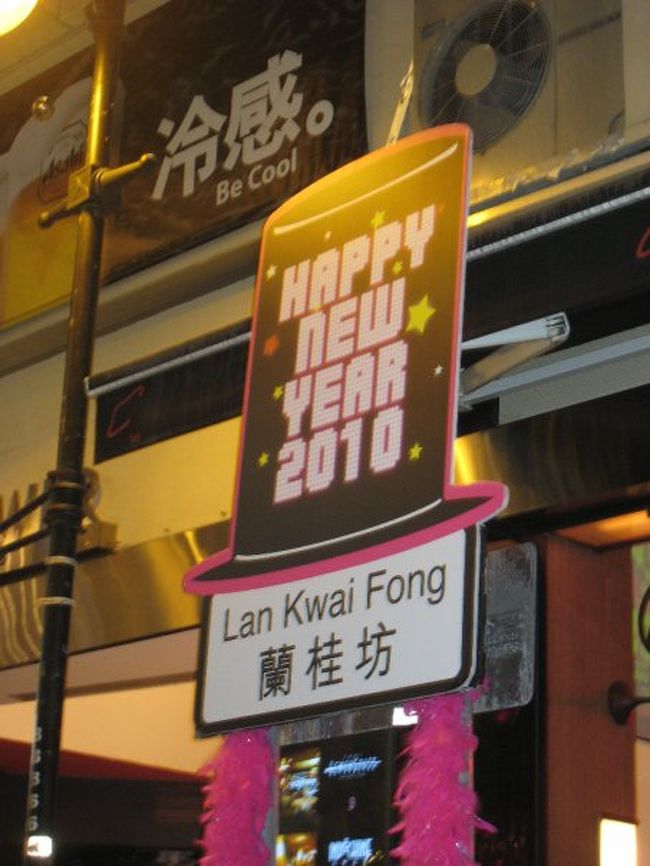 冷感。
Be Cool
HAPPY
NEW
YEAR
2010
Lan Kwai Fong
蘭桂坊